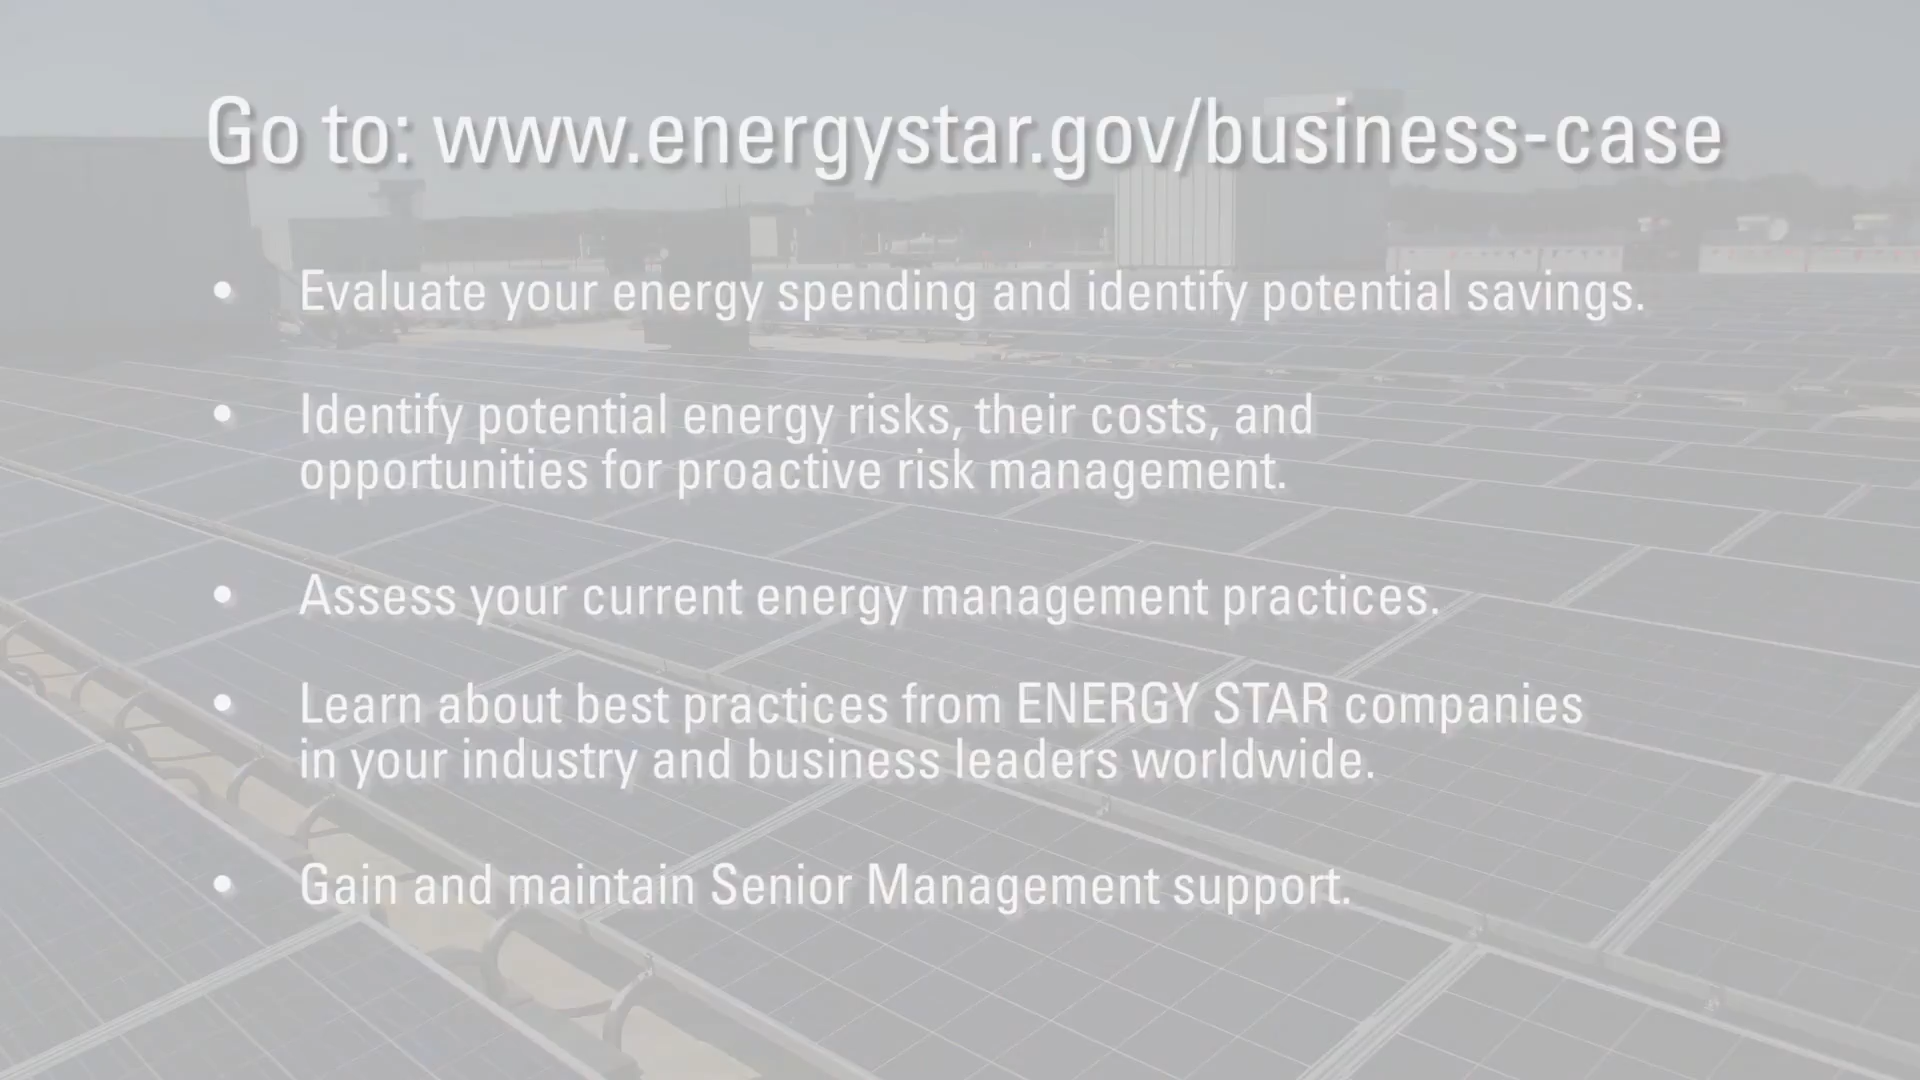 Go to: www.energystar.gov/business-case
• Evaluate your energy spending and identify potential savings.
• Identify potential energy risks, their costs, and
opportunities for proactive risk management.
• Assess your current energy management practices.
• Learn about best practices from ENERGY STAR companies
in your industry and business leaders worldwide.
• Gain and maintain Senior Management support.